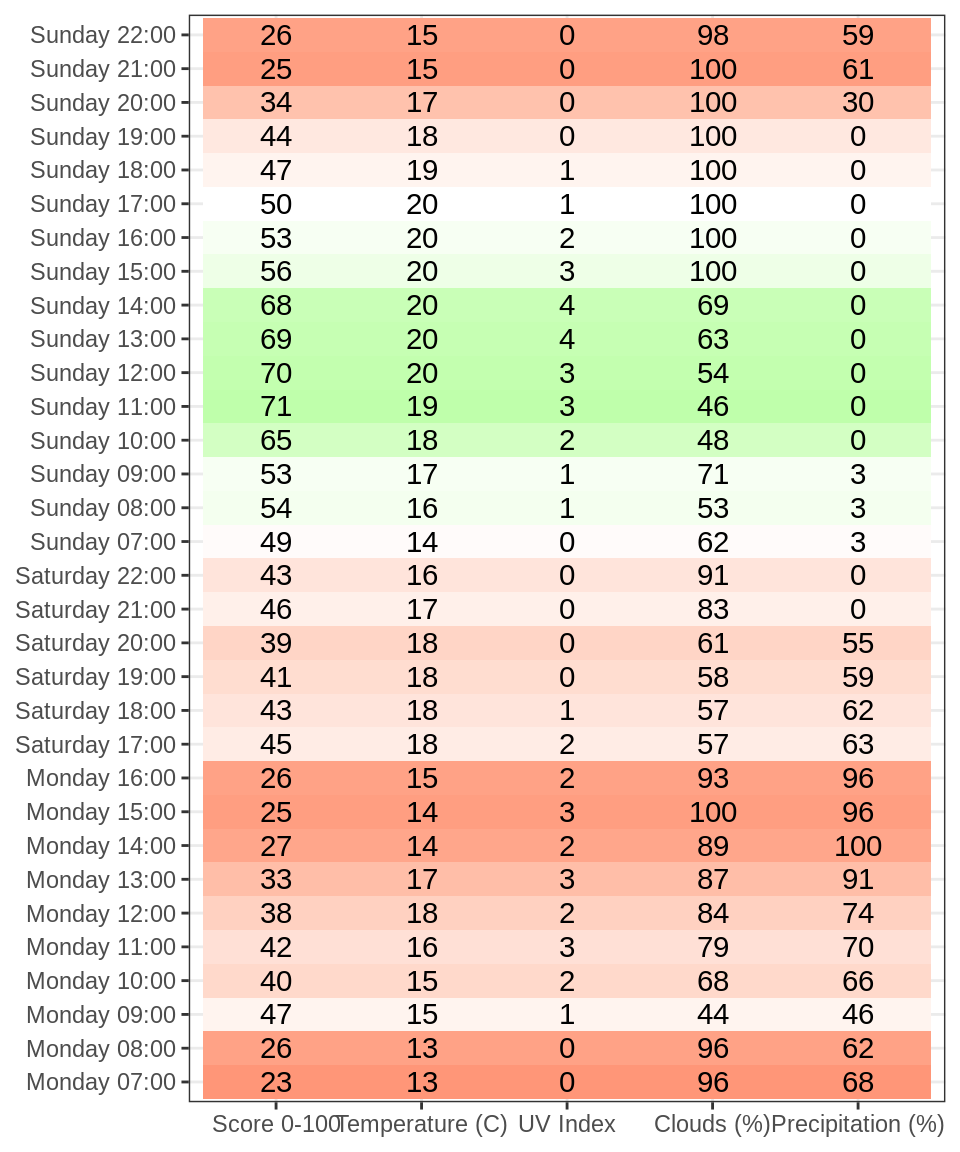 Sunday 22:00 26 15 0 98 59
Sunday 21:00 25 15 0 100 61
Sunday 20:00 34 17 0 100 30
Sunday 19:00 44 18 0 100 0
Sunday 18:00 47 19 1 100 0
Sunday 17:00 50 20 1 100 0
Sunday 16:00 53 20 2 100 0
Sunday 15:00 56 20 3 100 0
Sunday 14:00 68 20 4 69 0
Sunday 13:00 69 20 4 63 0
Sunday 12:00 70 20 3 54 0
Sunday 11:00 71 19 3 46 0
Sunday 10:00 65 18 2 48 0
Sunday 09:00 53 17 1 71 3
Sunday 08:00 54 16 1 53 3
Sunday 07:00 49 14 0 62 3
Saturday 22:00 43 16 0 91 0
Saturday 21:00 46 17 0 83 0
Saturday 20:00 39 18 0 61 55
Saturday 19:00 41 18 0 58 59
Saturday 18:00 43 18 1 57 62
Saturday 17:00 45 18 2 57 63
Monday 16:00 26 15 2 93 96
Monday 15:00 25 14 3 100 96
Monday 14:00 27 14 2 89 100
Monday 13:00 33 17 3 87 91
Monday 12:00 38 18 2 84 74
Monday 11:00 42 16 3 79 70
Monday 10:00 40 15 2 68 66
Monday 09:00 47 15 1 44 46
Monday 08:00 26 13 0 96 62
Monday 07:00 23 13 0 96 68
Score 0-100 Temperature (C) UV Index Clouds (%) Precipitation (%)